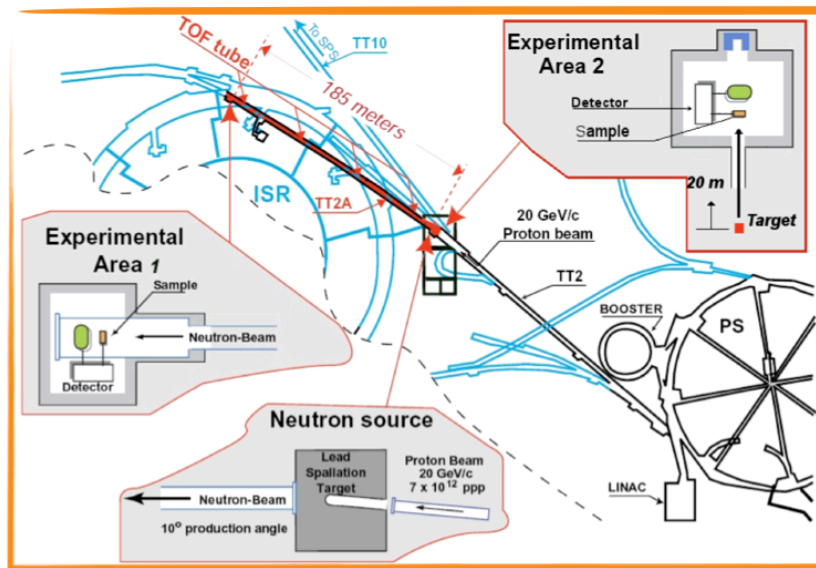 To SPS
TT10
TOF tube
185 meters
ISR
TT2A
Experimental
Area 2
Detector
Sample
20 m
Target
20 GeV/c
Proton beam
TT2
BOOSTER
PS
LINAC
Experimental
Area 1
Sample
Neutron-Beam
Detector
Neutron source
Lead
Spallation
Target
Proton Beam
20 GeV/c
7 x 10¹² ppp
Neutron-Beam
10° production angle